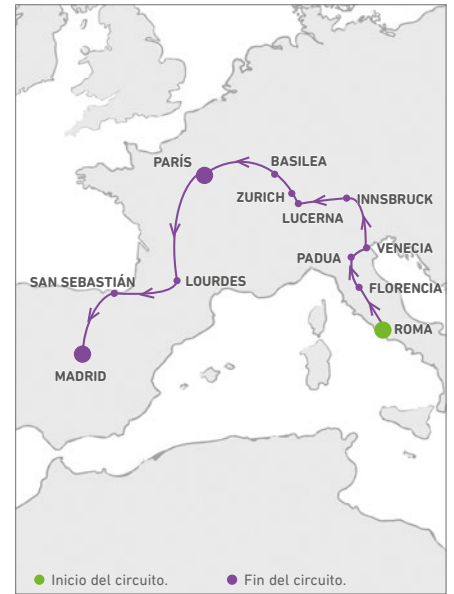 PARÍS
BASILEA
ZURICH
INNSBRUCK
LUCERNA
VENECIA
PADUA
SAN SEBASTIÁN
LOURDES
FLORENCIA
ROMA
MADRID
Inicio del circuito.
Fin del circuito.